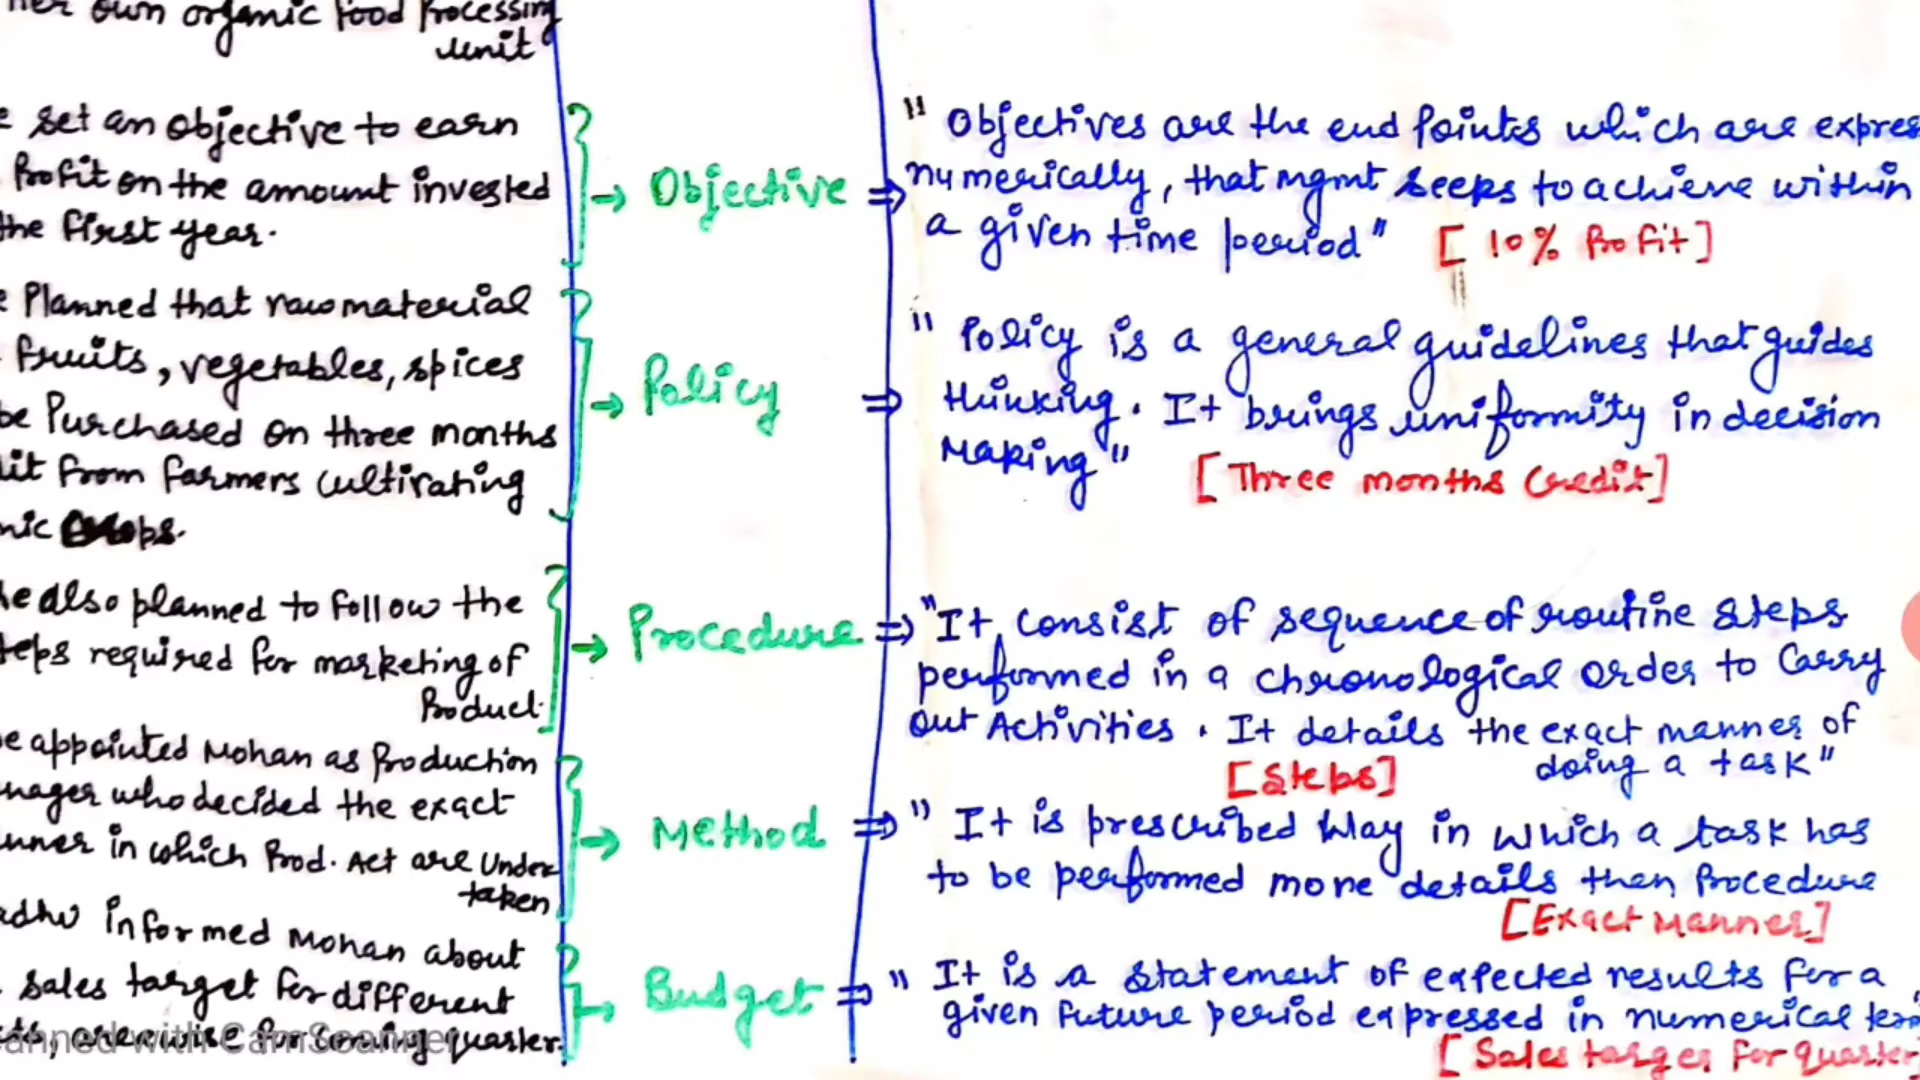 her own organic food Processing
unit
set an objective to earn
Profit on the amount invested
the first year.
Planned that raw material
fruits, vegetables, spices
be Purchased on three months
from farmers cultivating
also planned to follow the
required for marketing of
Product.
appointed Mohan as Production
who decided the exact
in which Prod. Act are Under
taken
informed Mohan about
sales target for different
areawise for coming quarter.
Objective ⇒
Policy ⇒
Procedure ⇒
Method ⇒
Budget ⇒
" Objectives are the end Points which are expres
numerically, that mgmt seeks to achieve within
a given time period" [ 10% Profit]
" Policy is a general guidelines that guides
thinking. It brings uniformity in decision
Making" [Three months Credit]
"It consist of sequence of routine steps
performed in a chronological order to Carry
out Activities. It details the exact manner of
doing a task"
[Steps]
" It is prescribed Way in which a task has
to be performed more details then Procedure
[Exact Manner]
" It is a statement of expected results for a
given future period expressed in numerical
[ Sales target for quarter]
CamScanner